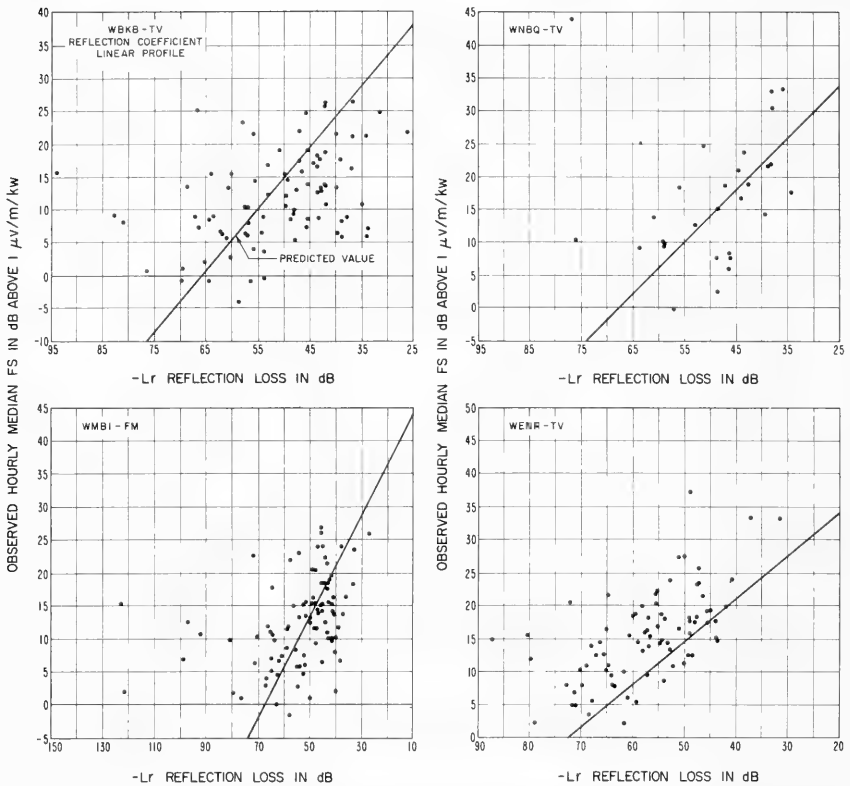 WBKB-TV
REFLECTION COEFFICIENT
LINEAR PROFILE
PREDICTED VALUE
40
35
30
25
20
15
10
5
0
-5
-10
95 85 75 65 55 45 35 25
-Lr REFLECTION LOSS IN dB
WNBQ-TV
45
40
35
30
25
20
15
10
5
0
-5
95 85 75 65 55 45 35 25
-Lr REFLECTION LOSS IN dB
OBSERVED HOURLY MEDIAN FS IN dB ABOVE 1 μV/m/kw
OBSERVED HOURLY MEDIAN FS IN dB ABOVE 1 μV/m/kw
WMBI-FM
45
40
35
30
25
20
15
10
5
0
-5
150 130 110 90 70 50 30 10
-Lr REFLECTION LOSS IN dB
WENR-TV
50
45
40
35
30
25
20
15
10
5
0
90 80 70 60 50 40 30 20
-Lr REFLECTION LOSS IN dB